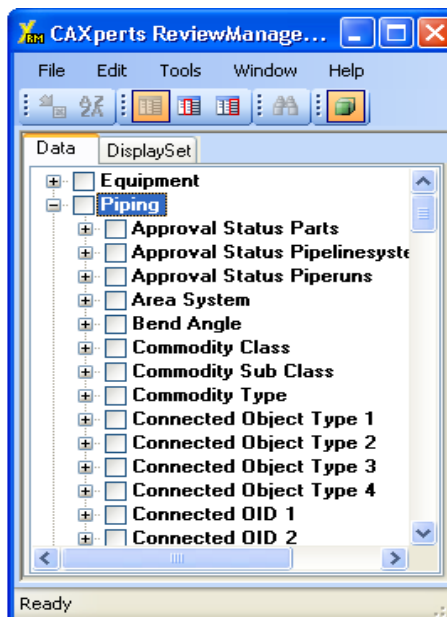 RM CAXperts ReviewManage...
File Edit Tools Window Help
Data DisplaySet
Equipment
Piping
Approval Status Parts
Approval Status Pipelinesyste
Approval Status Piperuns
Area System
Bend Angle
Commodity Class
Commodity Sub Class
Commodity Type
Connected Object Type 1
Connected Object Type 2
Connected Object Type 3
Connected Object Type 4
Connected OID 1
Connected OID 2
Ready